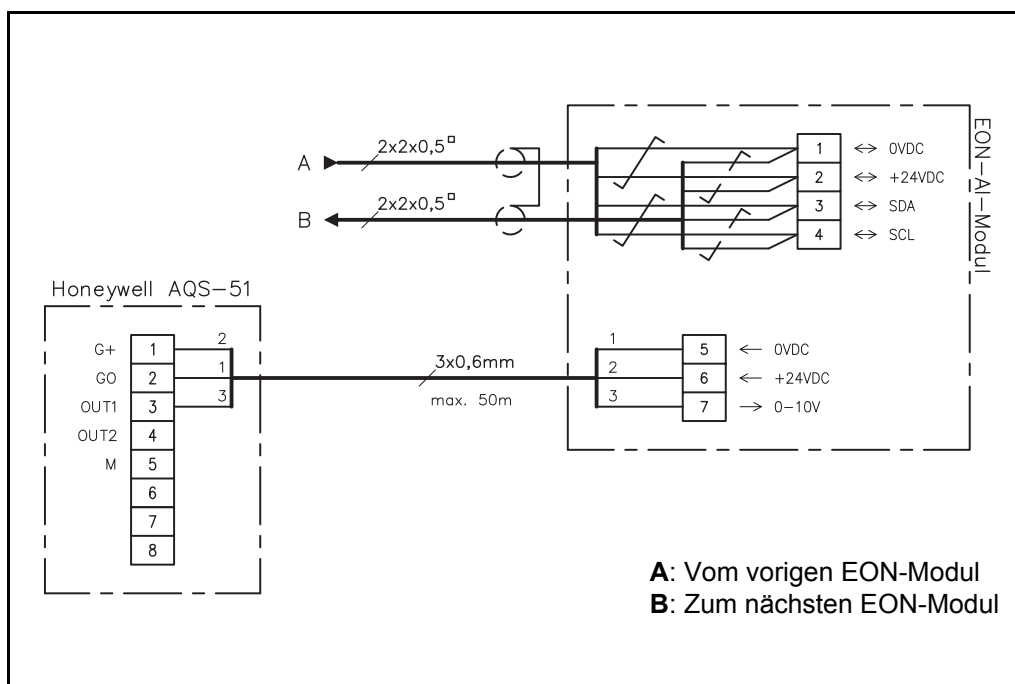 A
2x2x0,5
B
2x2x0,5
EON-AI-Modul
1 <-> 0VDC
2 <-> +24VDC
3 <-> SDA
4 <-> SCL
Honeywell AQS-51
G+ 1 2
G0 2 1
OUT1 3 3
OUT2 4
M 5
6
7
8
3x0,6mm
max. 50m
1 5 ← 0VDC
2 6 ← +24VDC
3 7 → 0-10V
A: Vom vorigen EON-Modul
B: Zum nächsten EON-Modul